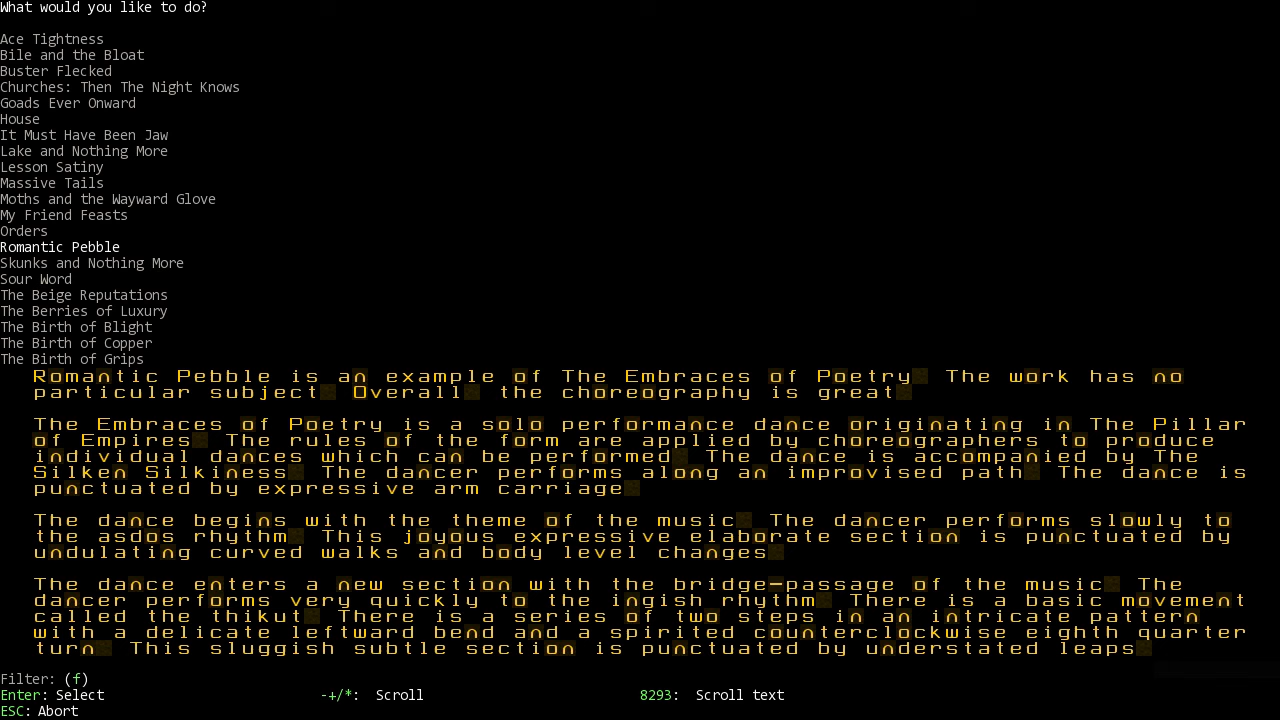 What would you like to do?
Ace Tightness
Bile and the Bloat
Buster Flecked
Churches: Then The Night Knows
Goads Ever Onward
House
It Must Have Been Jaw
Lake and Nothing More
Lesson Satiny
Massive Tails
Moths and the Wayward Glove
My Friend Feasts
Orders
Romantic Pebble
Skunks and Nothing More
Sour Word
The Beige Reputations
The Berries of Luxury
The Birth of Blight
The Birth of Copper
The Birth of Grips
Romantic Pebble is an example of The Embraces of Poetry. The work has no
particular subject. Overall, the choreography is great.
The Embraces of Poetry is a solo performance dance originating in The Pillar
of Empires. The rules of the form are applied by choreographers to produce
individual dances which can be performed. The dance is accompanied by The
Silken Silkiness. The dancer performs along an improvised path. The dance is
punctuated by expressive arm carriage.
The dance begins with the theme of the music. The dancer performs slowly to
the asdos rhythm. This joyous expressive elaborate section is punctuated by
undulating curved walks and body level changes.
The dance enters a new section with the bridge-passage of the music. The
dancer performs very quickly to the ingish rhythm. There is a basic movement
called the thikut. There is a series of two steps in an intricate pattern
with a delicate leftward bend and a spirited counterclockwise eighth quarter
turn. This sluggish subtle section is punctuated by understated leaps.
Filter: (f)
Enter: Select -+/*: Scroll 8293: Scroll text
ESC: Abort